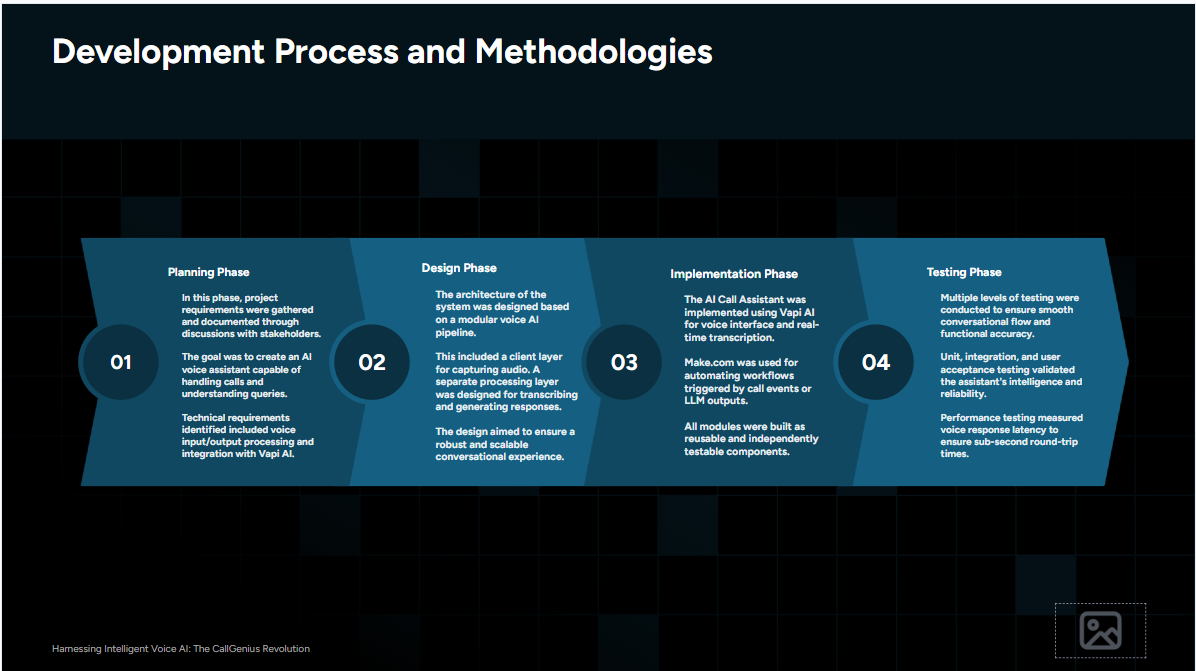 Development Process and Methodologies
01
Planning Phase
In this phase, project
requirements were gathered
and documented through
discussions with stakeholders.
The goal was to create an AI
voice assistant capable of
handling calls and
understanding queries.
Technical requirements
identified included voice
input/output processing and
integration with Vapi AI.
02
Design Phase
The architecture of the
system was designed based
on a modular voice AI
pipeline.
This included a client layer
for capturing audio. A
separate processing layer
was designed for transcribing
and generating responses.
The design aimed to ensure a
robust and scalable
conversational experience.
03
Implementation Phase
The AI Call Assistant was
implemented using Vapi AI
for voice interface and real-
time transcription.
Make.com was used for
automating workflows
triggered by call events or
LLM outputs.
All modules were built as
reusable and independently
testable components.
04
Testing Phase
Multiple levels of testing were
conducted to ensure smooth
conversational flow and
functional accuracy.
Unit, integration, and user
acceptance testing validated
the assistant's intelligence and
reliability.
Performance testing measured
voice response latency to
ensure sub-second round-trip
times.
Harnessing Intelligent Voice AI: The CallGenius Revolution